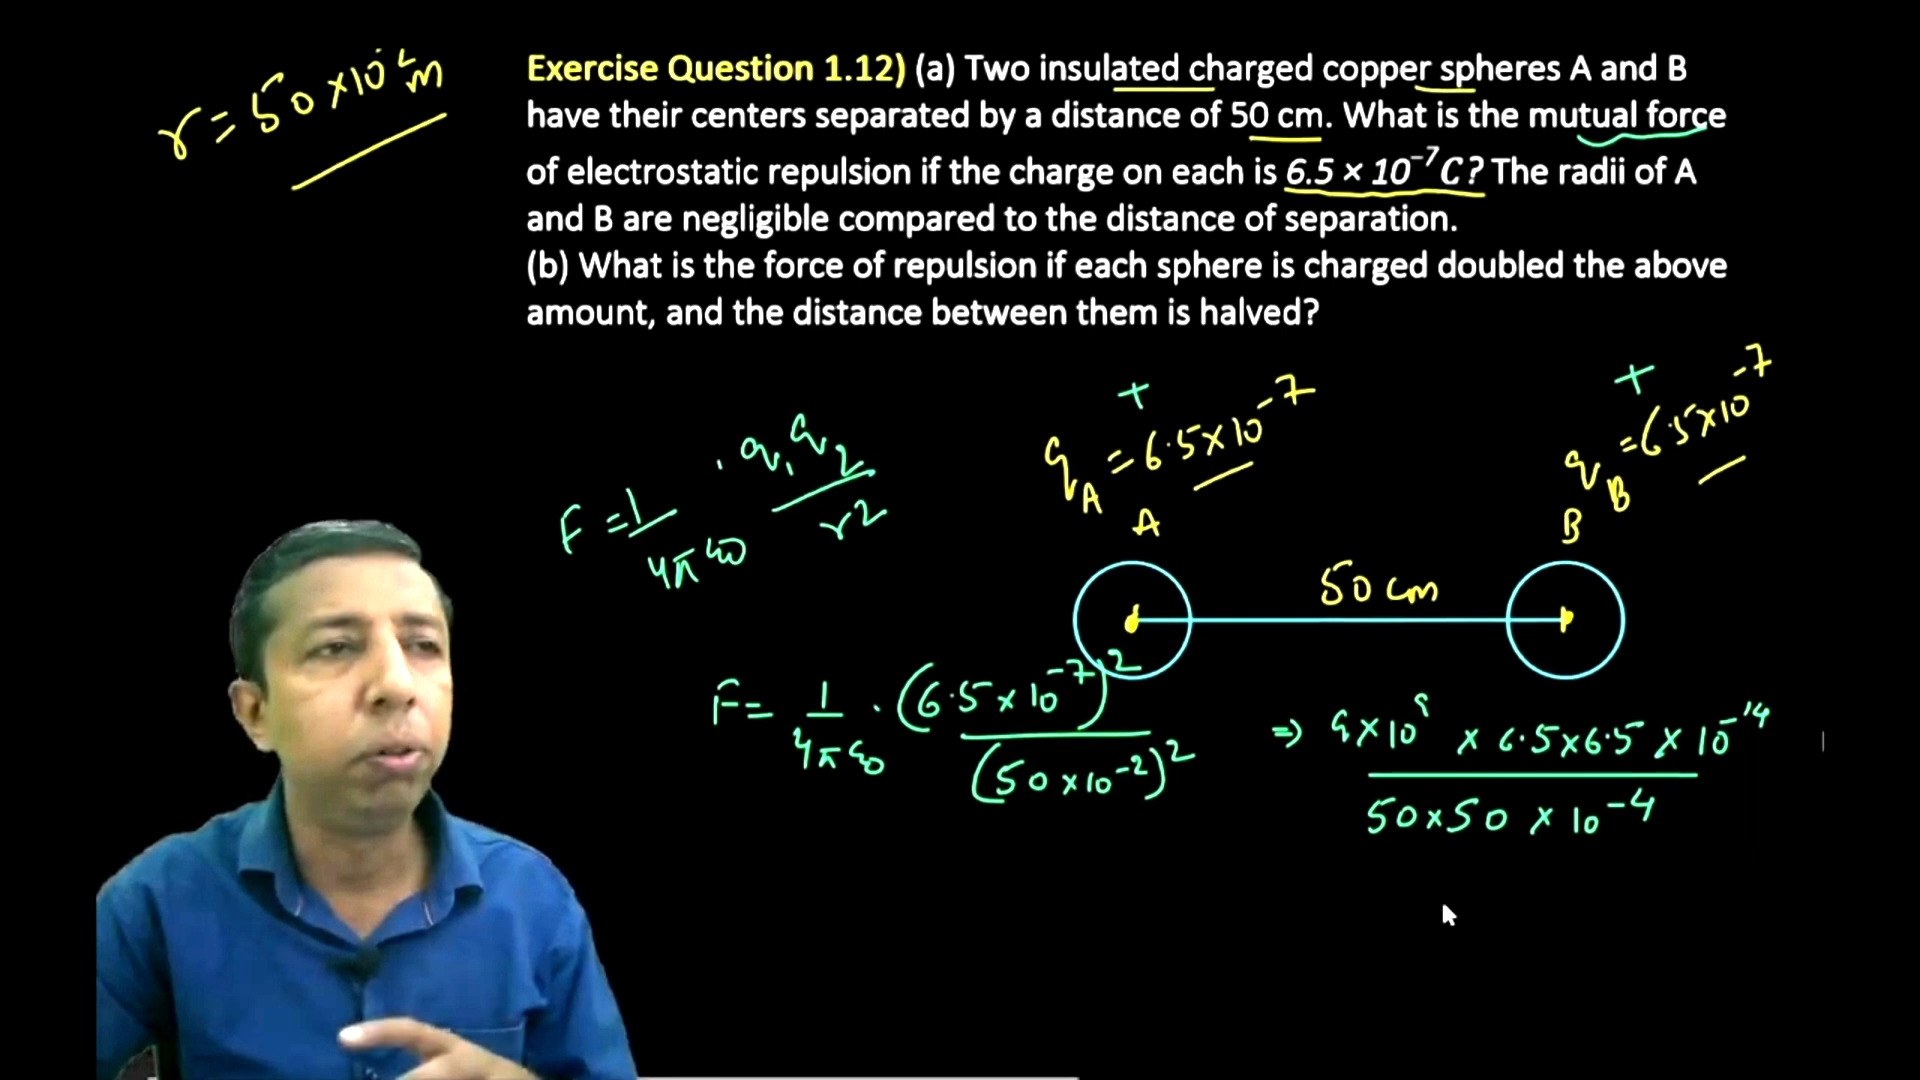 r = 50 × 10⁻² m
Exercise Question 1.12) (a) Two insulated charged copper spheres A and B
have their centers separated by a distance of 50 cm. What is the mutual force
of electrostatic repulsion if the charge on each is 6.5 × 10⁻⁷ C? The radii of A
and B are negligible compared to the distance of separation.
(b) What is the force of repulsion if each sphere is charged doubled the above
amount, and the distance between them is halved?
F = 1/4πε0 · q1 q2/r²
+
qA = 6.5×10⁻⁷
A
+
qB = 6.5×10⁻⁷
B
50 cm
F = 1/4πε0 · (6.5 × 10⁻⁷)²/(50 × 10⁻²)² ⇒ 9×10⁹ × 6.5×6.5 × 10⁻¹⁴/50×50 × 10⁻⁴